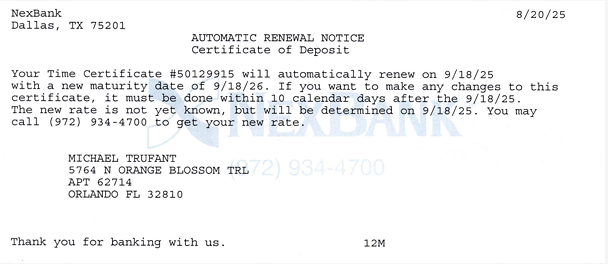 NexBank 8/20/25
Dallas, TX 75201
AUTOMATIC RENEWAL NOTICE
Certificate of Deposit
Your Time Certificate #50129915 will automatically renew on 9/18/25
with a new maturity date of 9/18/26. If you want to make any changes to this
certificate, it must be done within 10 calendar days after the 9/18/25.
The new rate is not yet known, but will be determined on 9/18/25. You may
call (972) 934-4700 to get your new rate.
NEXBANK
(972) 934-4700
MICHAEL TRUFANT
5764 N ORANGE BLOSSOM TRL
APT 62714
ORLANDO FL 32810
Thank you for banking with us. 12M